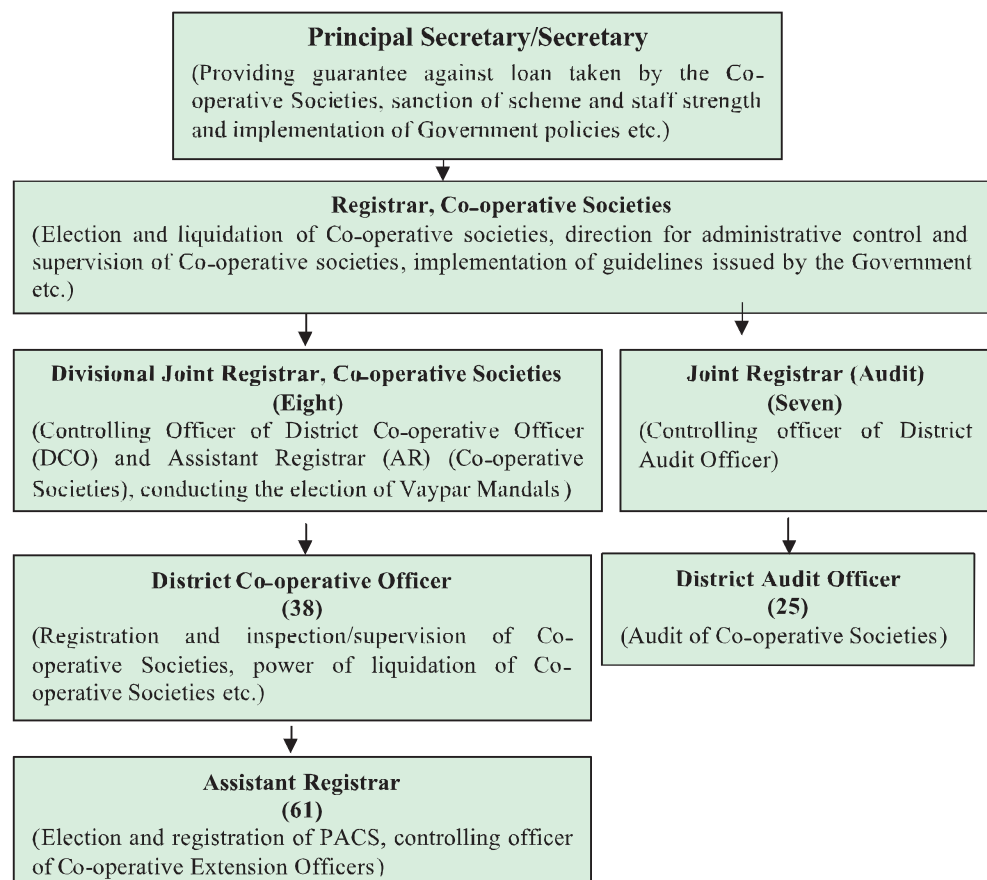 Principal Secretary/Secretary
(Providing guarantee against loan taken by the Co-
operative Societies, sanction of scheme and staff strength
and implementation of Government policies etc.)
Registrar, Co-operative Societies
(Election and liquidation of Co-operative societies, direction for administrative control and
supervision of Co-operative societies, implementation of guidelines issued by the Government
etc.)
Divisional Joint Registrar, Co-operative Societies
(Eight)
(Controlling Officer of District Co-operative Officer
(DCO) and Assistant Registrar (AR) (Co-operative
Societies), conducting the election of Vaypar Mandals)
Joint Registrar (Audit)
(Seven)
(Controlling officer of District
Audit Officer)
District Co-operative Officer
(38)
(Registration and inspection/supervision of Co-
operative Societies, power of liquidation of Co-
operative Societies etc.)
District Audit Officer
(25)
(Audit of Co-operative Societies)
Assistant Registrar
(61)
(Election and registration of PACS, controlling officer
of Co-operative Extension Officers)